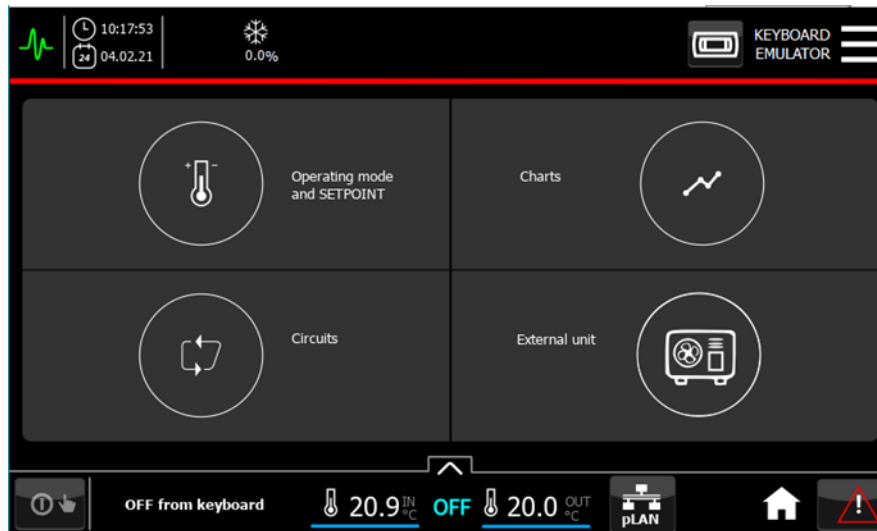 10:17:53
24 04.02.21
0.0%
KEYBOARD
EMULATOR
Operating mode
and SETPOINT
Charts
Circuits
External unit
OFF from keyboard
20.9 IN °C
OFF
20.0 OUT °C
pLAN